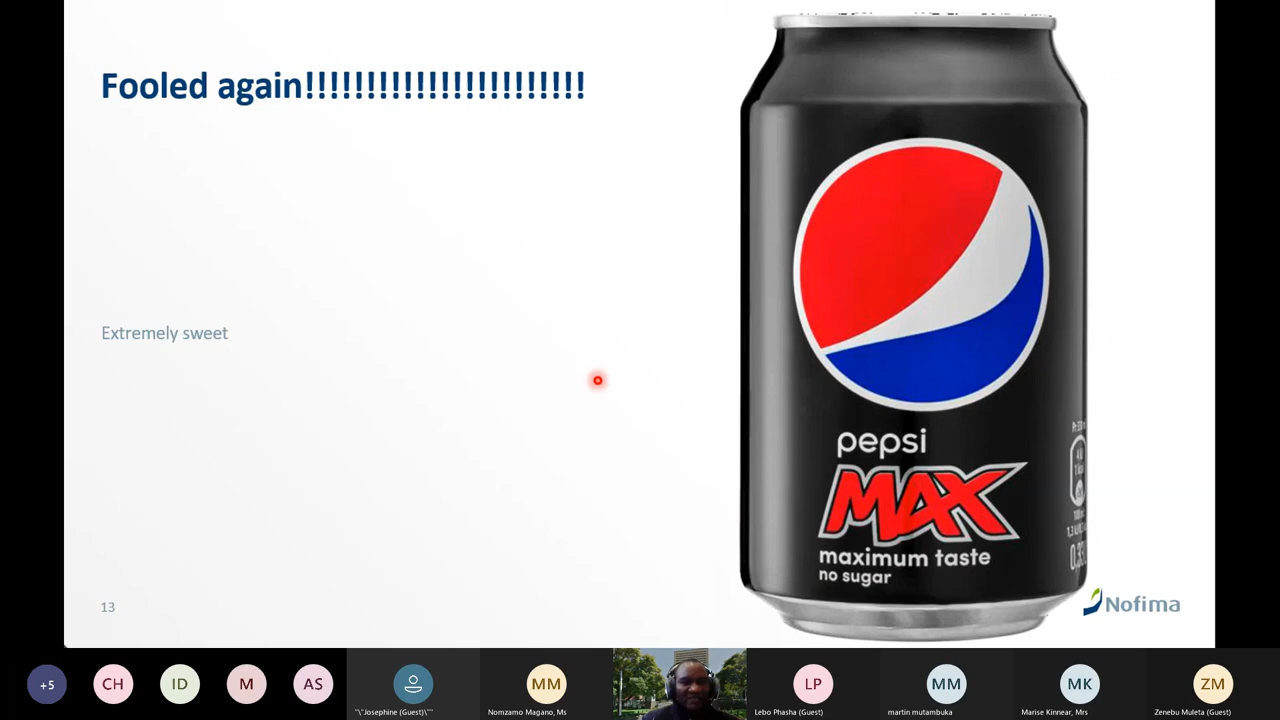 Fooled again!!!!!!!!!!!!!!!!!!!!!!!
Extremely sweet
pepsi
MAX
maximum taste
no sugar
13
Nofima
+5
CH
ID
M
AS
"\"Josephine (Guest)\""
MM
Nomzamo Magano, Ms
LP
Lebo Phasha (Guest)
MM
martin mutambuka
MK
Marise Kinnear, Mrs
ZM
Zenebu Muleta (Guest)